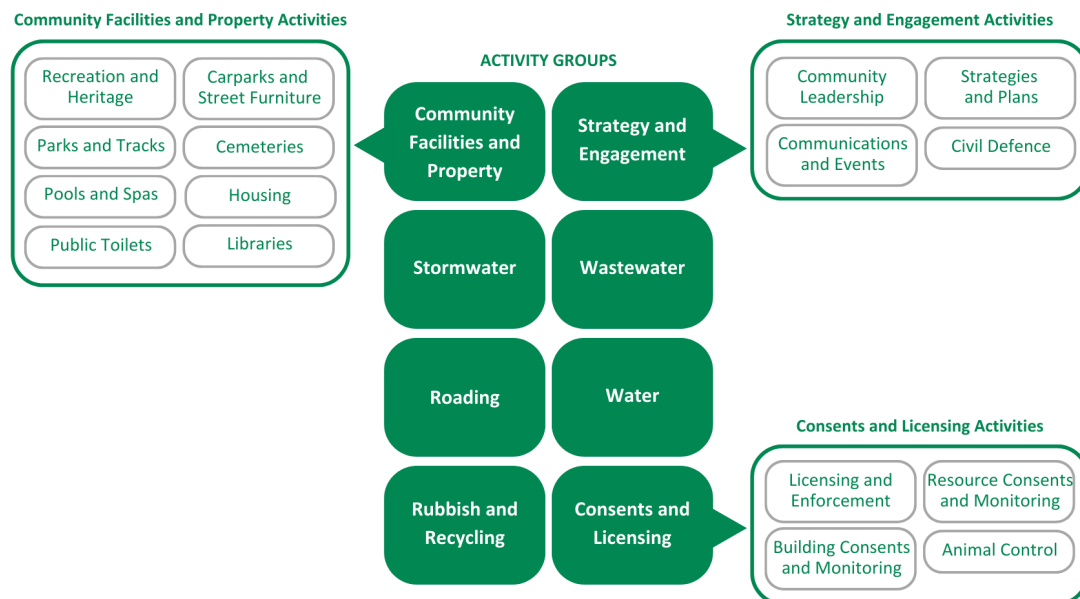 Community Facilities and Property Activities
Recreation and
Heritage
Carparks and
Street Furniture
Parks and Tracks
Cemeteries
Pools and Spas
Housing
Public Toilets
Libraries
ACTIVITY GROUPS
Community
Facilities and
Property
Strategy and
Engagement
Stormwater
Wastewater
Roading
Water
Rubbish and
Recycling
Consents and
Licensing
Strategy and Engagement Activities
Community
Leadership
Strategies
and Plans
Communications
and Events
Civil Defence
Consents and Licensing Activities
Licensing and
Enforcement
Resource Consents
and Monitoring
Building Consents
and Monitoring
Animal Control